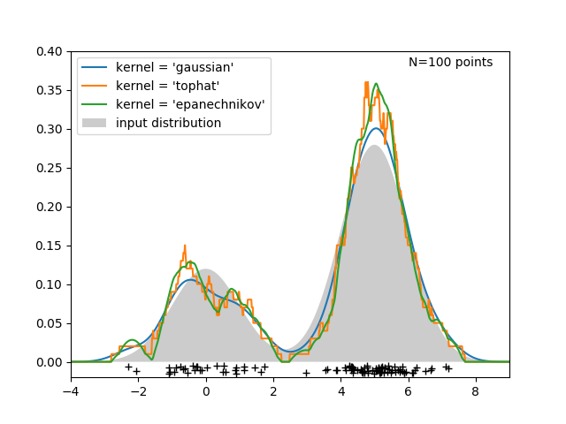 0.40
0.35
0.30
0.25
0.20
0.15
0.10
0.05
0.00
kernel = 'gaussian'
kernel = 'tophat'
kernel = 'epanechnikov'
input distribution
N=100 points
−4 −2 0 2 4 6 8